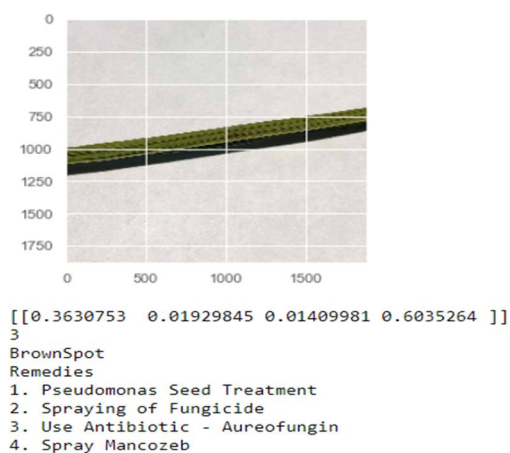 0
250
500
750
1000
1250
1500
1750
0 500 1000 1500
[[0.3630753  0.01929845 0.01409981 0.6035264 ]]
3
BrownSpot
Remedies
1. Pseudomonas Seed Treatment
2. Spraying of Fungicide
3. Use Antibiotic - Aureofungin
4. Spray Mancozeb